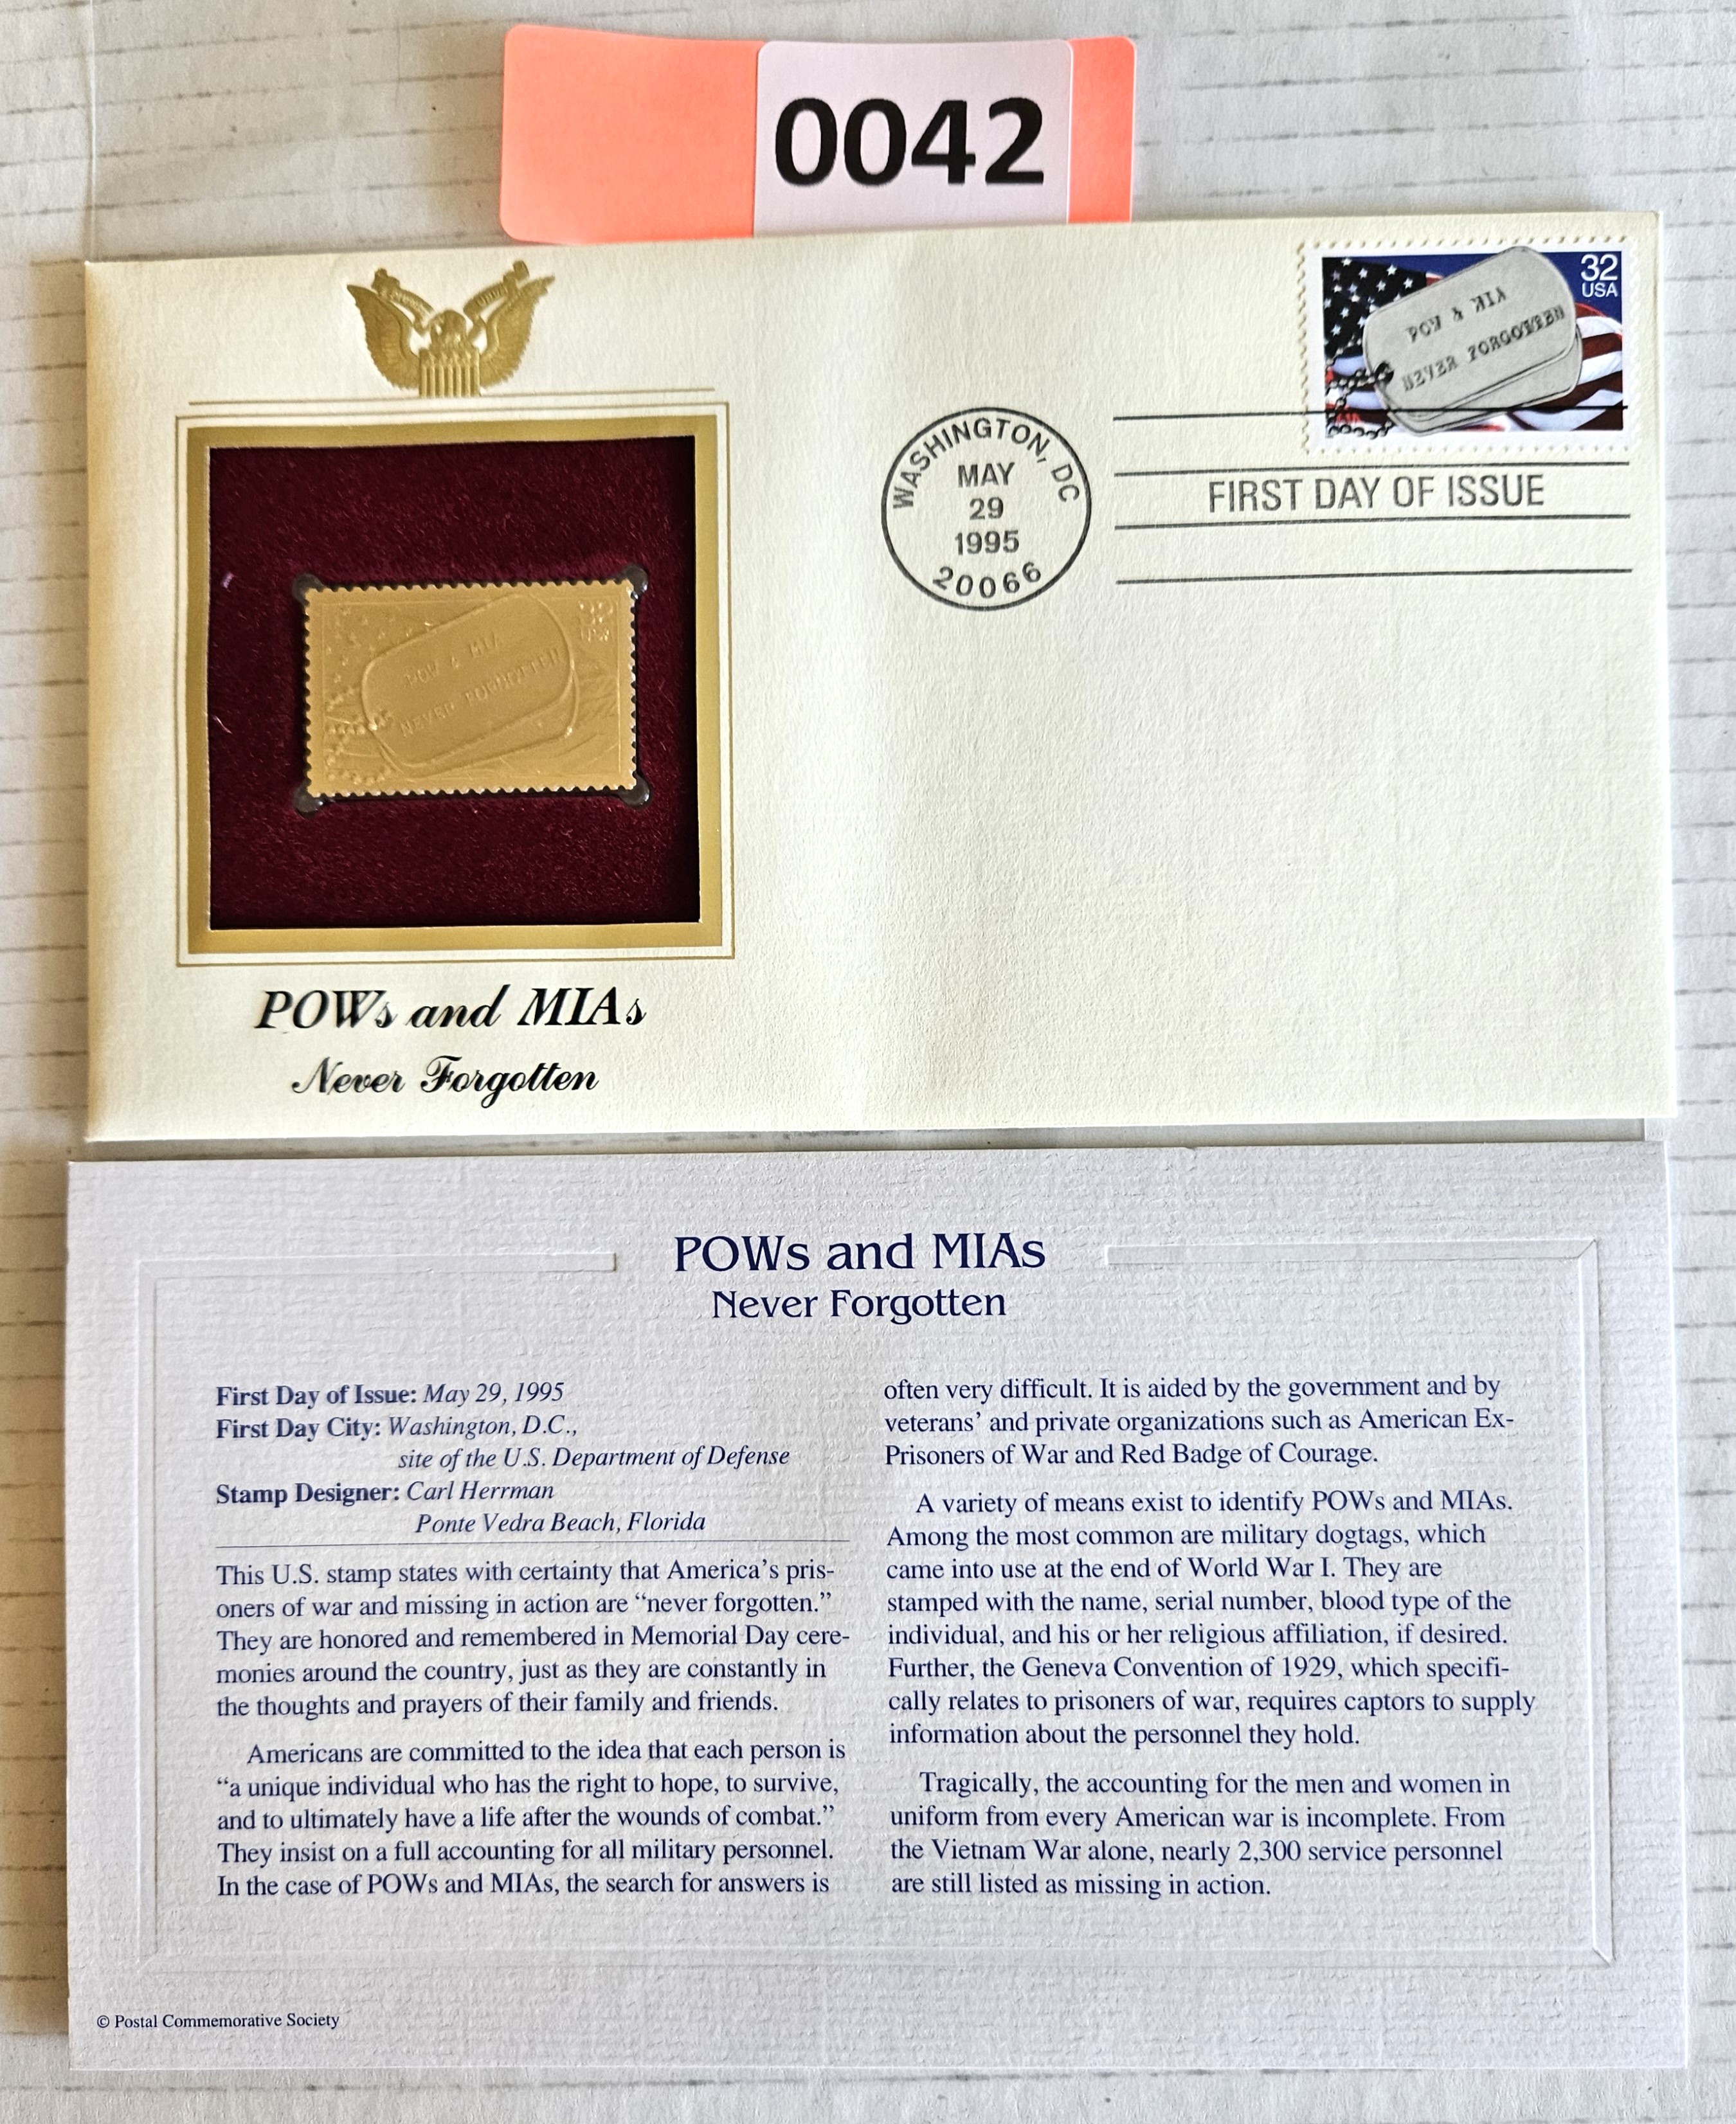 0042
32
USA
POW & MIA
NEVER FORGOTTEN
WASHINGTON, DC
MAY
29
1995
20066
FIRST DAY OF ISSUE
32
USA
POW & MIA
NEVER FORGOTTEN
POWs and MIAs
Never Forgotten
POWs and MIAs
Never Forgotten
First Day of Issue: May 29, 1995
First Day City: Washington, D.C.,
site of the U.S. Department of Defense
Stamp Designer: Carl Herrman
Ponte Vedra Beach, Florida
This U.S. stamp states with certainty that America's pris-
oners of war and missing in action are “never forgotten.”
They are honored and remembered in Memorial Day cere-
monies around the country, just as they are constantly in
the thoughts and prayers of their family and friends.
Americans are committed to the idea that each person is
“a unique individual who has the right to hope, to survive,
and to ultimately have a life after the wounds of combat.”
They insist on a full accounting for all military personnel.
In the case of POWs and MIAs, the search for answers is
often very difficult. It is aided by the government and by
veterans’ and private organizations such as American Ex-
Prisoners of War and Red Badge of Courage.
A variety of means exist to identify POWs and MIAs.
Among the most common are military dogtags, which
came into use at the end of World War I. They are
stamped with the name, serial number, blood type of the
individual, and his or her religious affiliation, if desired.
Further, the Geneva Convention of 1929, which specifi-
cally relates to prisoners of war, requires captors to supply
information about the personnel they hold.
Tragically, the accounting for the men and women in
uniform from every American war is incomplete. From
the Vietnam War alone, nearly 2,300 service personnel
are still listed as missing in action.
© Postal Commemorative Society